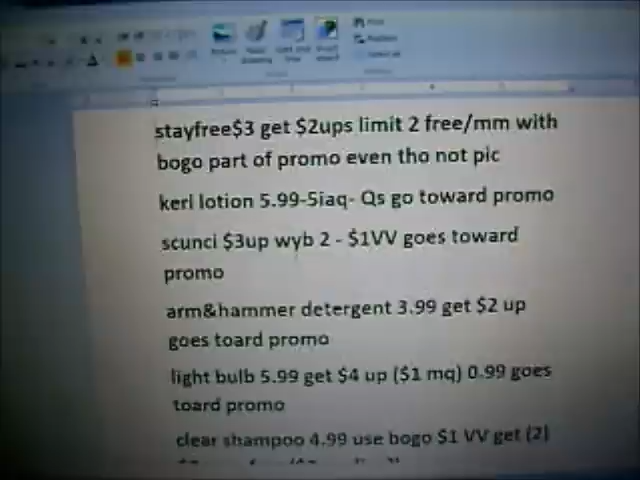 stayfree$3 get $2ups limit 2 free/mm with
bogo part of promo even tho not pic
keri lotion 5.99-5iaq- Qs go toward promo
scunci $3up wyb 2 - $1VV goes toward
promo
arm&hammer detergent 3.99 get $2 up
goes toard promo
light bulb 5.99 get $4 up ($1 mq) 0.99 goes
toard promo
clear shampoo 4.99 use bogo $1 VV get (2)